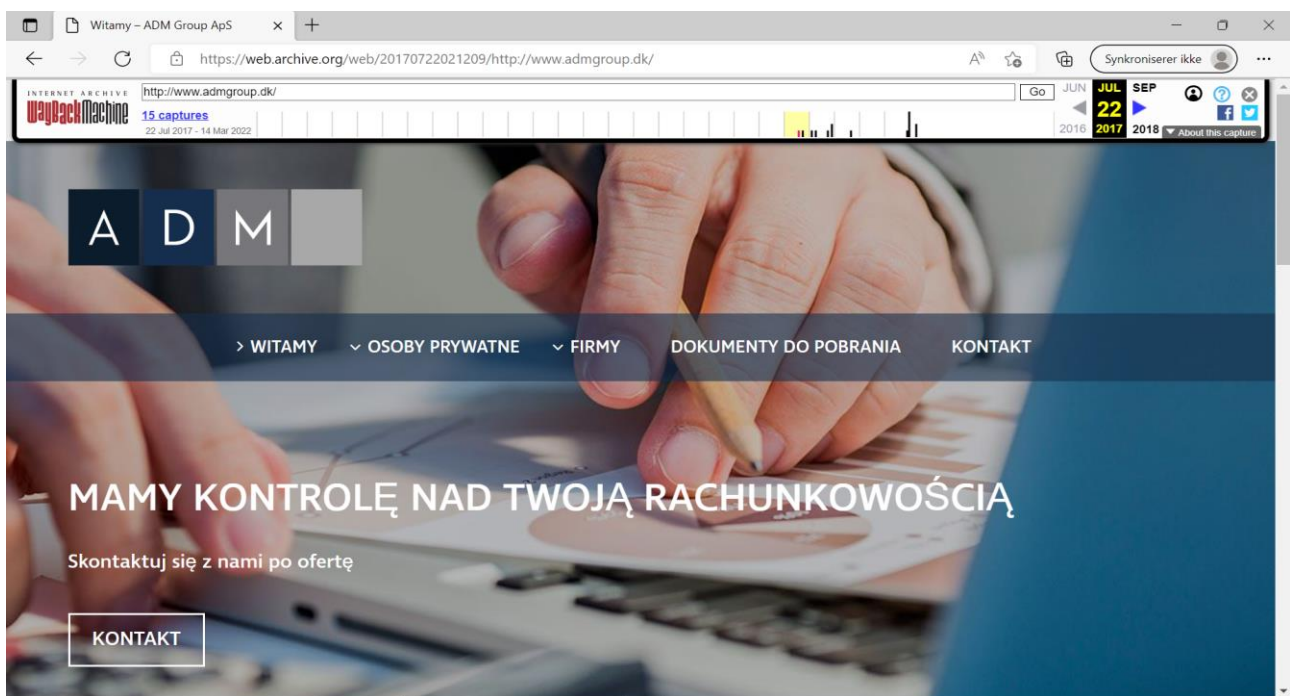 Witamy – ADM Group ApS
https://web.archive.org/web/20170722021209/http://www.admgroup.dk/
Synkroniserer ikke
INTERNET ARCHIVE
WayBackMachine
http://www.admgroup.dk/
Go
JUN JUL SEP
15 captures
22
22 Jul 2017 - 14 Mar 2022
2016 2017 2018
About this capture
A D M
> WITAMY OSOBY PRYWATNE FIRMY DOKUMENTY DO POBRANIA KONTAKT
MAMY KONTROLĘ NAD TWOJĄ RACHUNKOWOŚCIĄ
Skontaktuj się z nami po ofertę
KONTAKT